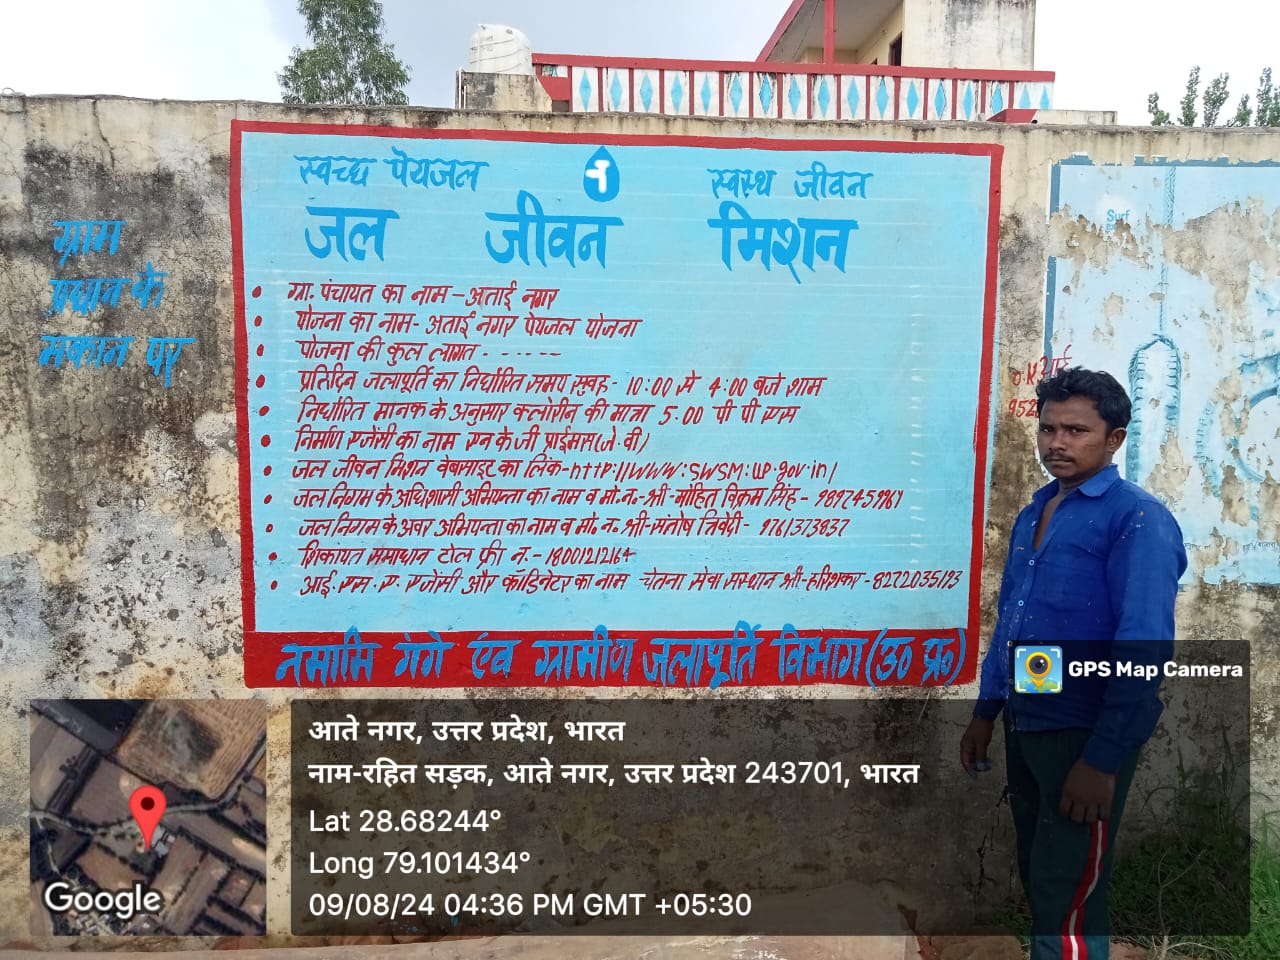 स्वच्छ पेयजल स्वस्थ जीवन
जल जीवन मिशन
ग्राम
प्रधान के
मकान पर
ग्रा. पंचायत का नाम - अताई नगर
योजना का नाम - अताई नगर पेयजल योजना
योजना की कुल लागत - - - - - -
प्रतिदिन जलापूर्ति का निर्धारित समय सुवह - 10:00 से 4:00 बजे शाम
निर्धारित मानक के अनुसार क्लोरीन की मात्रा 5.00 पी पी एस
निर्माण एजेंसी का नाम एन के जी प्राईमस(जे.वी)
जल जीवन मिशन वेबसाइट का लिंक-http://www:swsm:up.gov.in/
जल निगम के अधिशासी अभियन्ता का नाम व मो.न.-श्री-मोहित विक्रम सिंह-
जल निगम के अवर अभियन्ता का नाम व मो. न. श्री-संतोष त्रिवेदी- 9761373837
शिकायत समाधान टोल फ्री न.- 18001212164
आई.एस.ए. एजेंसी और कॉडिनेटर का नाम चेतना सेवा संस्थान श्री-हरिशंकर-8272035193
नमामि गंगे एंव ग्रामीण जलापूर्ति विभाग (उ० प्र०)
Surf
GPS Map Camera
आते नगर, उत्तर प्रदेश, भारत
नाम-रहित सड़क, आते नगर, उत्तर प्रदेश 243701, भारत
Lat 28.68244°
Long 79.101434°
09/08/24 04:36 PM GMT +05:30
Google